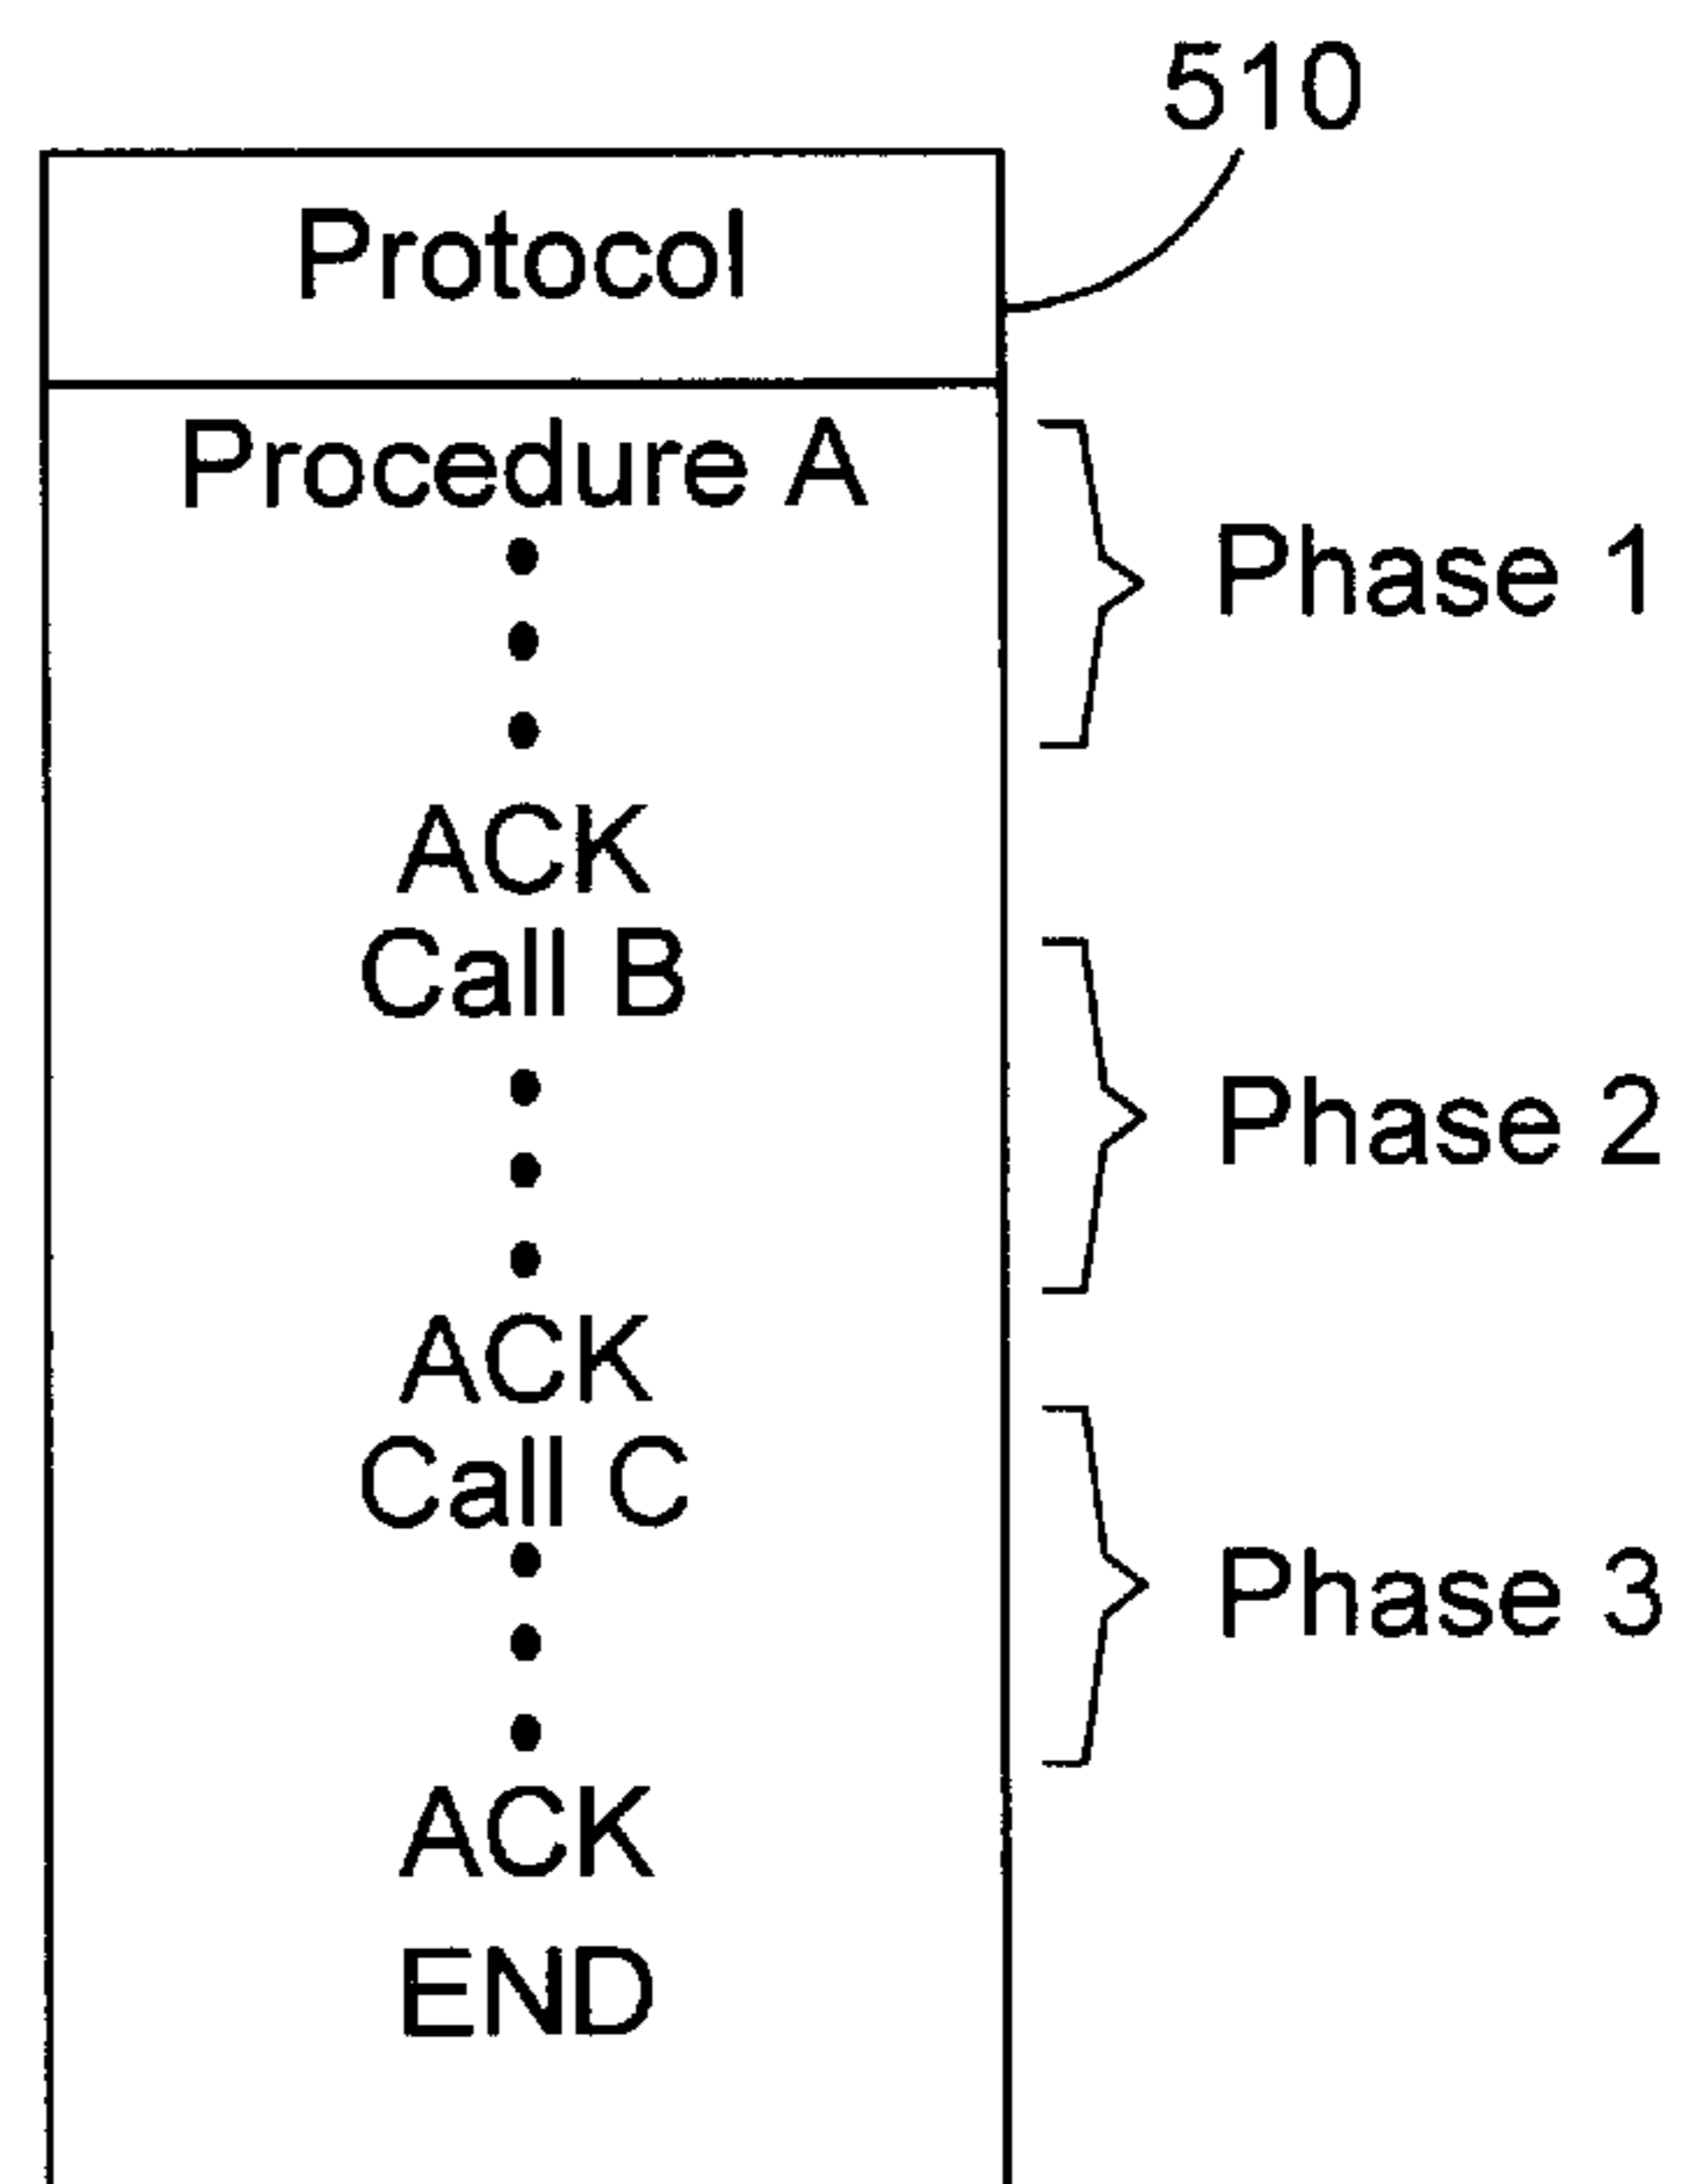 510
Protocol
Procedure A
Phase 1
ACK
Call B
Phase 2
ACK
Call C
Phase 3
ACK
END